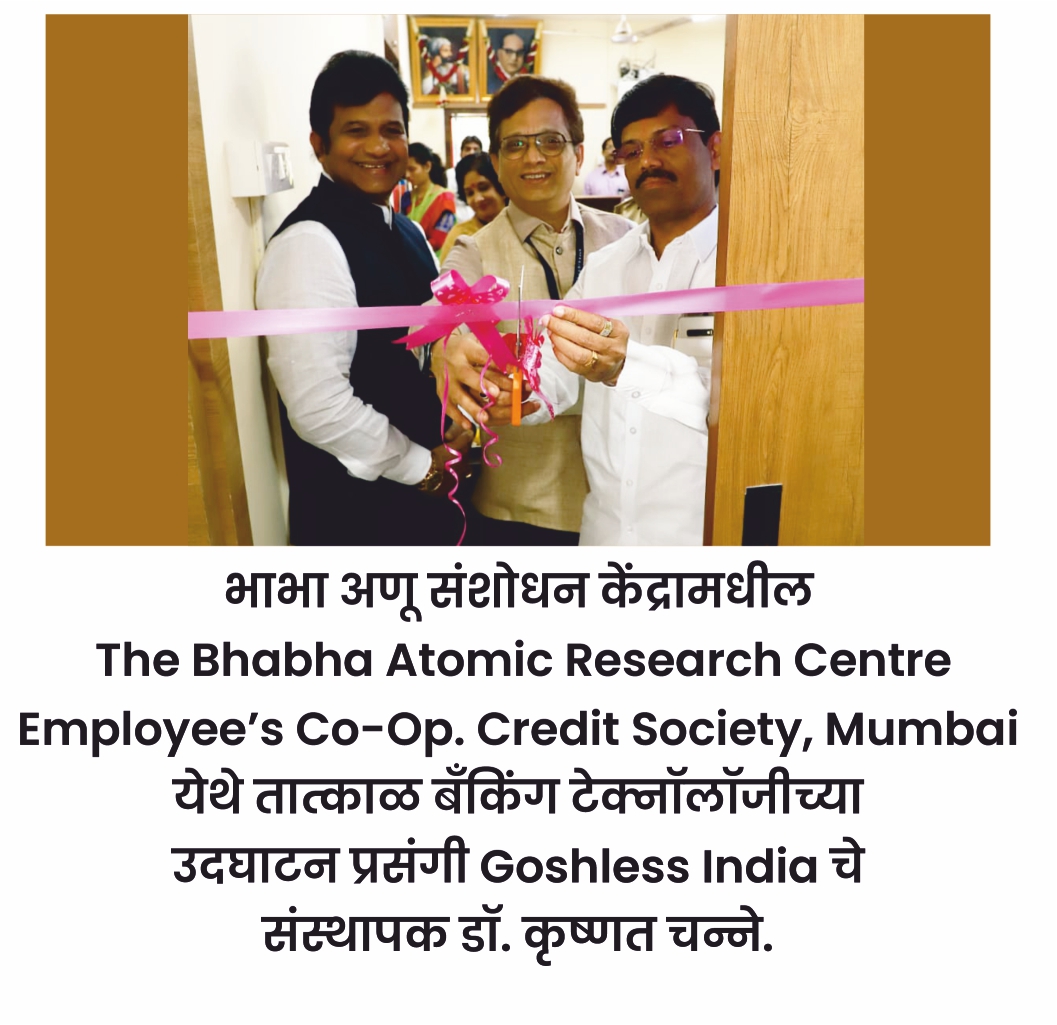 भाभा अणू संशोधन केंद्रामधील
The Bhabha Atomic Research Centre
Employee’s Co-Op. Credit Society, Mumbai
येथे तात्काळ बँकिंग टेक्नॉलॉजीच्या
उदघाटन प्रसंगी Goshless India चे
संस्थापक डॉ. कृष्णत चन्ने.